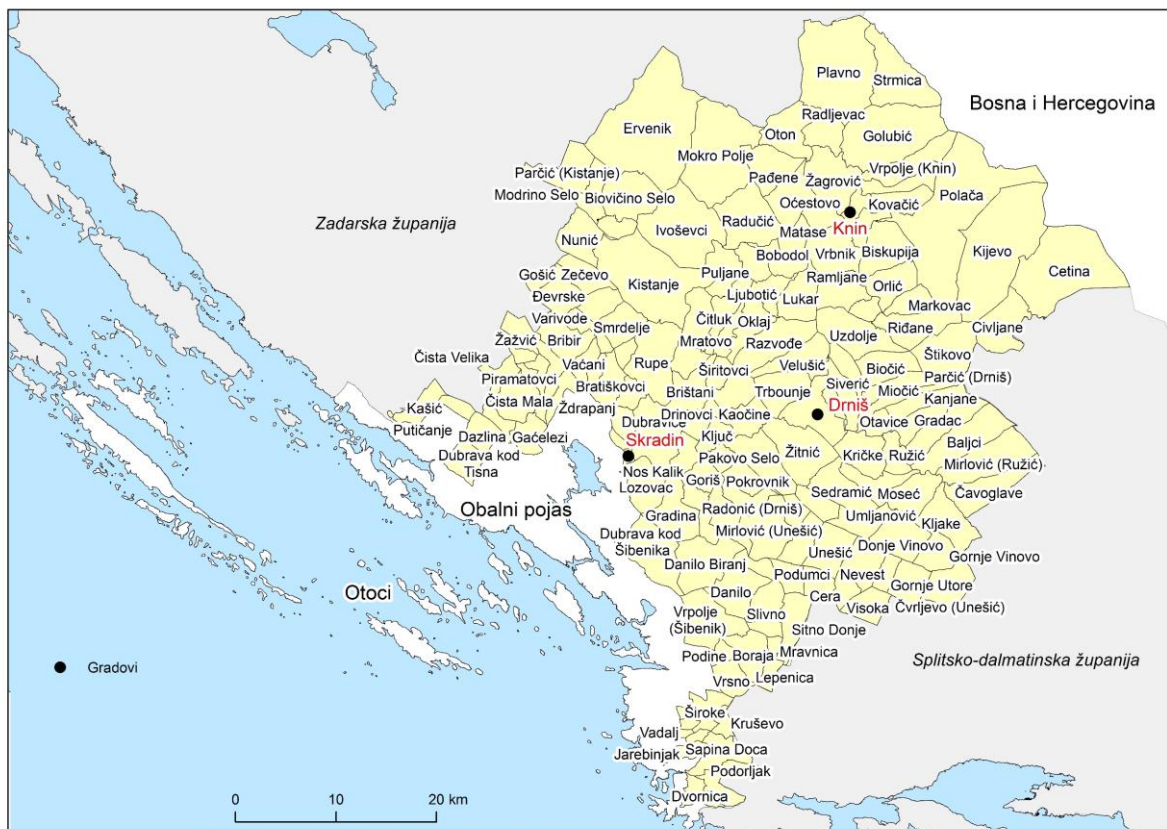 Plavno
Strmica
Bosna i Hercegovina
Radljevac
Ervenik
Oton
Golubić
Mokro Polje
Parčić (Kistanje)
Pađene
Žagrović
Vrpolje (Knin)
Modrino Selo
Biovičino Selo
Oćestovo
Kovačić
Polača
Zadarska županija
Ivoševci
Radučić
Matase
Knin
Nunić
Bobodol
Vrbnik
Biskupija
Kijevo
Cetina
Gošić
Zečevo
Kistanje
Puljane
Ramljane
Orlić
Đevrske
Ljubotić
Lukar
Markovac
Varivode
Smrdelje
Čitluk
Oklaj
Uzdolje
Riđane
Civljane
Žažvić
Bribir
Mratovo
Razvođe
Čista Velika
Vaćani
Rupe
Širitovci
Velušić
Biočić
Štikovo
Piramatovci
Bratiškovci
Brištani
Trbounje
Siverić
Miočić
Parčić (Drniš)
Čista Mala
Ždrapanj
Drniš
Kanjane
Kašić
Dubravice
Drinovci
Kaočine
Otavice
Gradac
Putičanje
Dazlina
Gaćelezi
Skradin
Ključ
Žitnić
Kričke
Ružić
Baljci
Dubrava kod
Tisna
Nos Kalik
Pakovo Selo
Mirlović (Ružić)
Lozovac
Goriš
Pokrovnik
Sedramić
Moseć
Čavoglave
Obalni pojas
Gradina
Radonić (Drniš)
Umljanović
Kljake
Dubrava kod
Šibenika
Mirlović (Unešić)
Unešić
Donje Vinovo
Gornje Vinovo
Danilo Biranj
Podumci
Nevest
Gornje Utore
Otoci
Danilo
Cera
Visoka
Čvrljevo (Unešić)
Vrpolje
(Šibenik)
Slivno
Sitno Donje
Gradovi
Podine
Boraja
Mravnica
Splitsko-dalmatinska županija
Vrsno
Lepenica
Široke
Kruševo
Vadalj
Jarebinjak
Sapina Doca
Podorljak
Dvornica
0 10 20 km